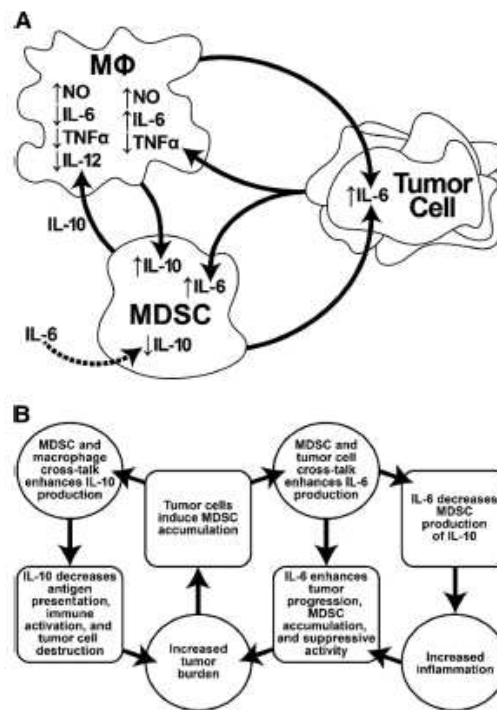 A
MΦ
↑NO
↓IL-6
↓TNFα
↓IL-12
↑NO
↑IL-6
↓TNFα
Tumor
Cell
↑IL-6
IL-10
↑IL-10
↑IL-6
MDSC
↓IL-10
IL-6
B
MDSC and
macrophage
cross-talk
enhances IL-10
production
Tumor cells
induce MDSC
accumulation
MDSC and
tumor cell
cross-talk
enhances IL-6
production
IL-6 decreases
MDSC
production
of IL-10
IL-10 decreases
antigen
presentation,
immune
activation, and
tumor cell
destruction
Increased
tumor
burden
IL-6 enhances
tumor
progression,
MDSC
accumulation,
and suppressive
activity
Increased
inflammation